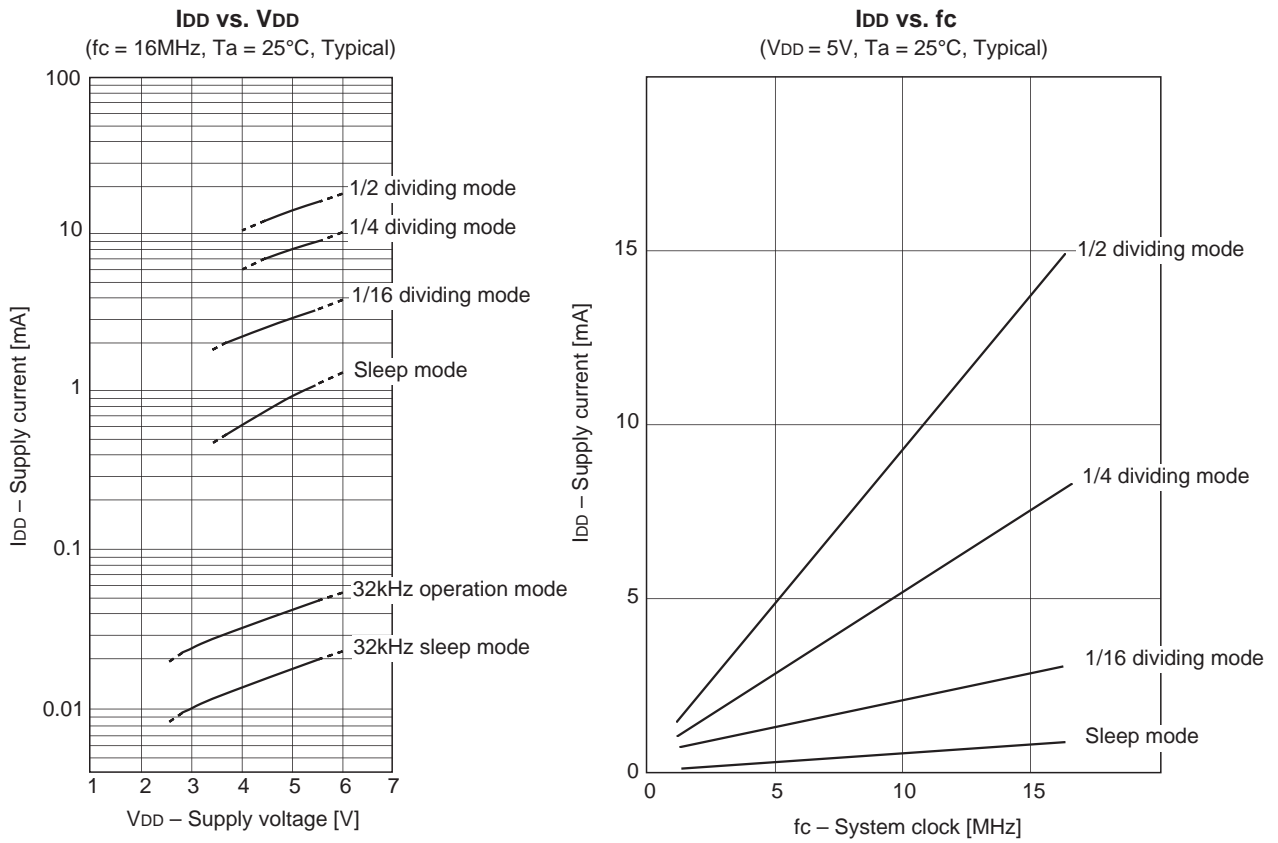 IDD vs. VDD
(fc = 16MHz, Ta = 25°C, Typical)
100
10
1
0.1
0.01
IDD – Supply current [mA]
1/2 dividing mode
1/4 dividing mode
1/16 dividing mode
Sleep mode
32kHz operation mode
32kHz sleep mode
1 2 3 4 5 6 7
VDD – Supply voltage [V]
IDD vs. fc
(VDD = 5V, Ta = 25°C, Typical)
15
10
5
0
IDD – Supply current [mA]
1/2 dividing mode
1/4 dividing mode
1/16 dividing mode
Sleep mode
0 5 10 15
fc – System clock [MHz]